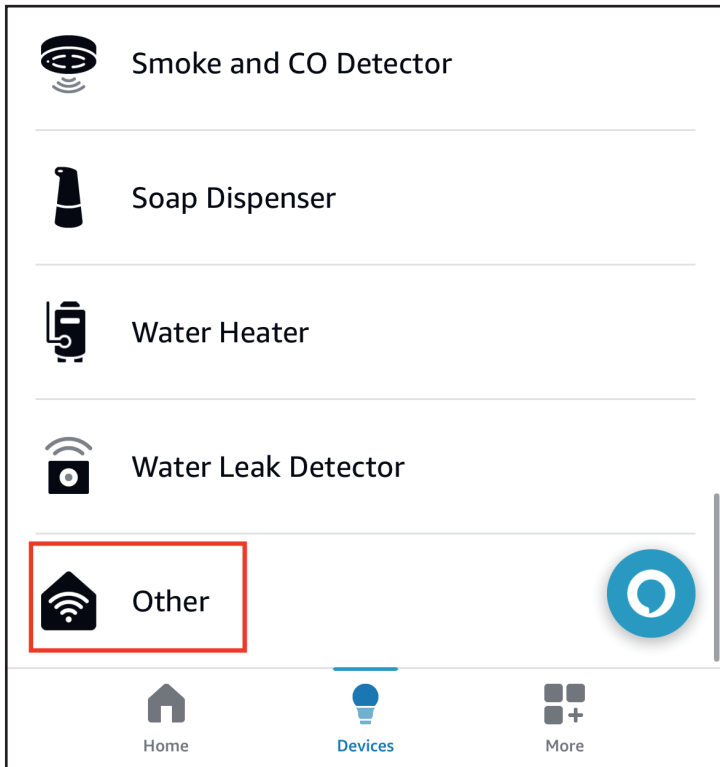 Smoke and CO Detector
Soap Dispenser
Water Heater
Water Leak Detector
Other
Home
Devices
More